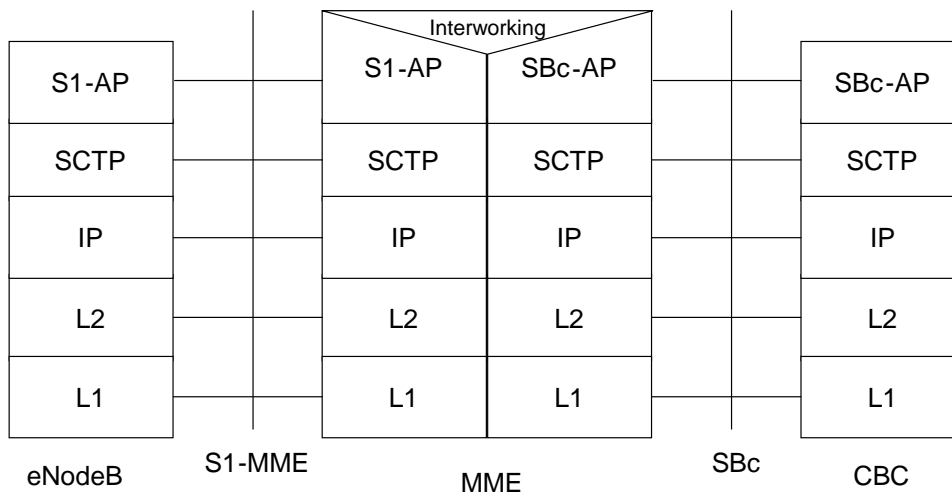 Interworking
S1-AP
S1-AP
SBc-AP
SBc-AP
SCTP
SCTP
SCTP
SCTP
IP
IP
IP
IP
L2
L2
L2
L2
L1
L1
L1
L1
eNodeB
S1-MME
MME
SBc
CBC